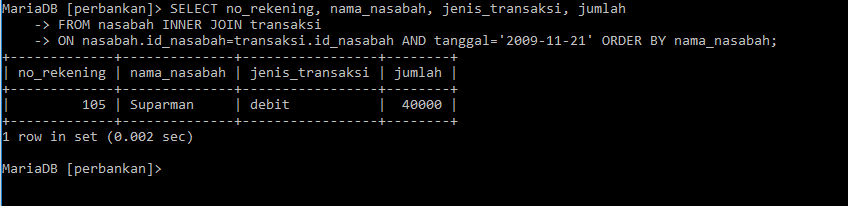 MariaDB [perbankan]> SELECT no_rekening, nama_nasabah, jenis_transaksi, jumlah
    -> FROM nasabah INNER JOIN transaksi
    -> ON nasabah.id_nasabah=transaksi.id_nasabah AND tanggal='2009-11-21' ORDER BY nama_nasabah;
+-------------+--------------+-----------------+--------+
| no_rekening | nama_nasabah | jenis_transaksi | jumlah |
+-------------+--------------+-----------------+--------+
|         105 | Suparman     | debit           |  40000 |
+-------------+--------------+-----------------+--------+
1 row in set (0.002 sec)
MariaDB [perbankan]>